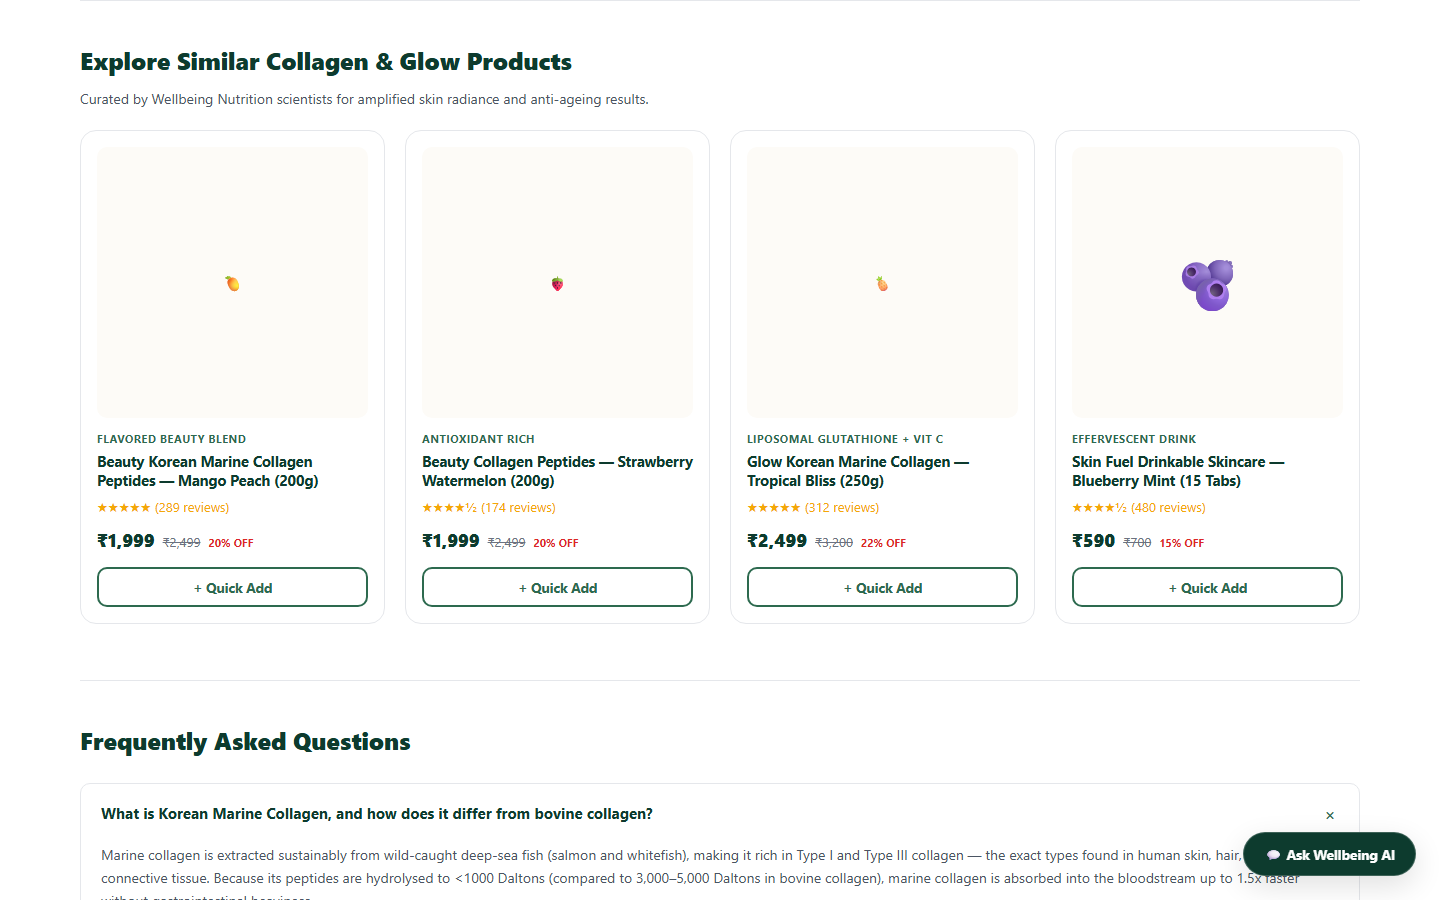 Explore Similar Collagen & Glow Products
Curated by Wellbeing Nutrition scientists for amplified skin radiance and anti-ageing results.
FLAVORED BEAUTY BLEND
Beauty Korean Marine Collagen
Peptides — Mango Peach (200g)
★★★★★ (289 reviews)
₹1,999 ₹2,499 20% OFF
+ Quick Add
ANTIOXIDANT RICH
Beauty Collagen Peptides — Strawberry
Watermelon (200g)
★★★★½ (174 reviews)
₹1,999 ₹2,499 20% OFF
+ Quick Add
LIPOSOMAL GLUTATHIONE + VIT C
Glow Korean Marine Collagen —
Tropical Bliss (250g)
★★★★★ (312 reviews)
₹2,499 ₹3,200 22% OFF
+ Quick Add
EFFERVESCENT DRINK
Skin Fuel Drinkable Skincare —
Blueberry Mint (15 Tabs)
★★★★½ (480 reviews)
₹590 ₹700 15% OFF
+ Quick Add
Frequently Asked Questions
What is Korean Marine Collagen, and how does it differ from bovine collagen?
×
Marine collagen is extracted sustainably from wild-caught deep-sea fish (salmon and whitefish), making it rich in Type I and Type III collagen — the exact types found in human skin, hair,
connective tissue. Because its peptides are hydrolysed to <1000 Daltons (compared to 3,000–5,000 Daltons in bovine collagen), marine collagen is absorbed into the bloodstream up to 1.5x faster
Ask Wellbeing AI